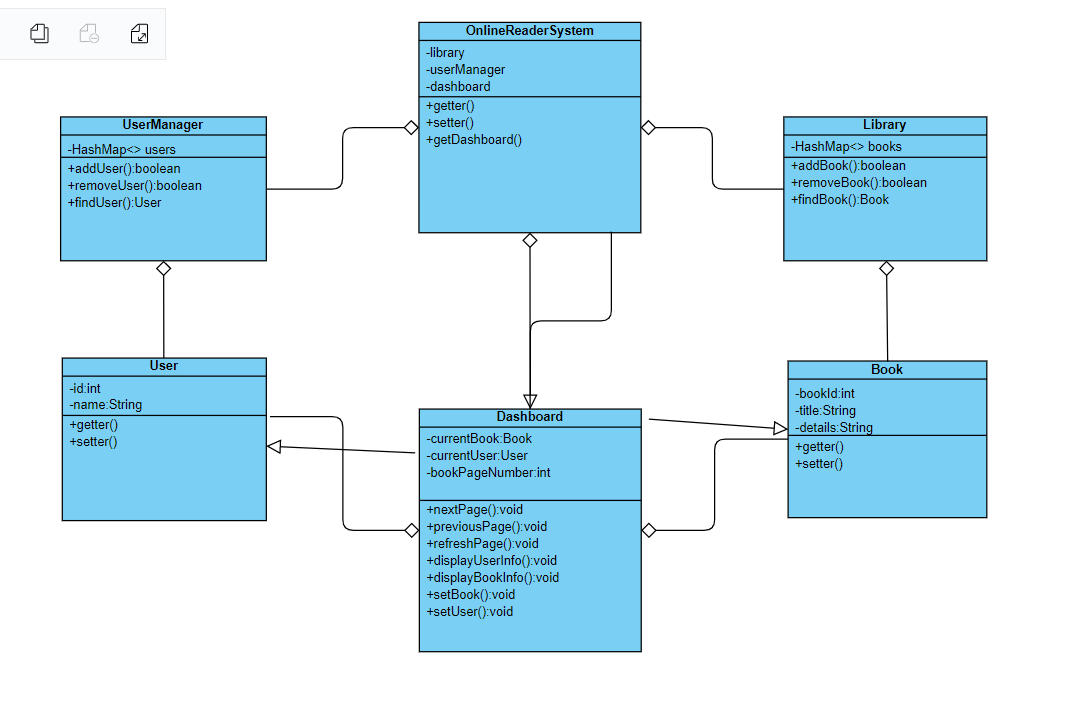 OnlineReaderSystem
-library
-userManager
-dashboard
+getter()
+setter()
+getDashboard()
UserManager
-HashMap<> users
+addUser():boolean
+removeUser():boolean
+findUser():User
Library
-HashMap<> books
+addBook():boolean
+removeBook():boolean
+findBook():Book
User
-id:int
-name:String
+getter()
+setter()
Dashboard
-currentBook:Book
-currentUser:User
-bookPageNumber:int
+nextPage():void
+previousPage():void
+refreshPage():void
+displayUserInfo():void
+displayBookInfo():void
+setBook():void
+setUser():void
Book
-bookId:int
-title:String
-details:String
+getter()
+setter()